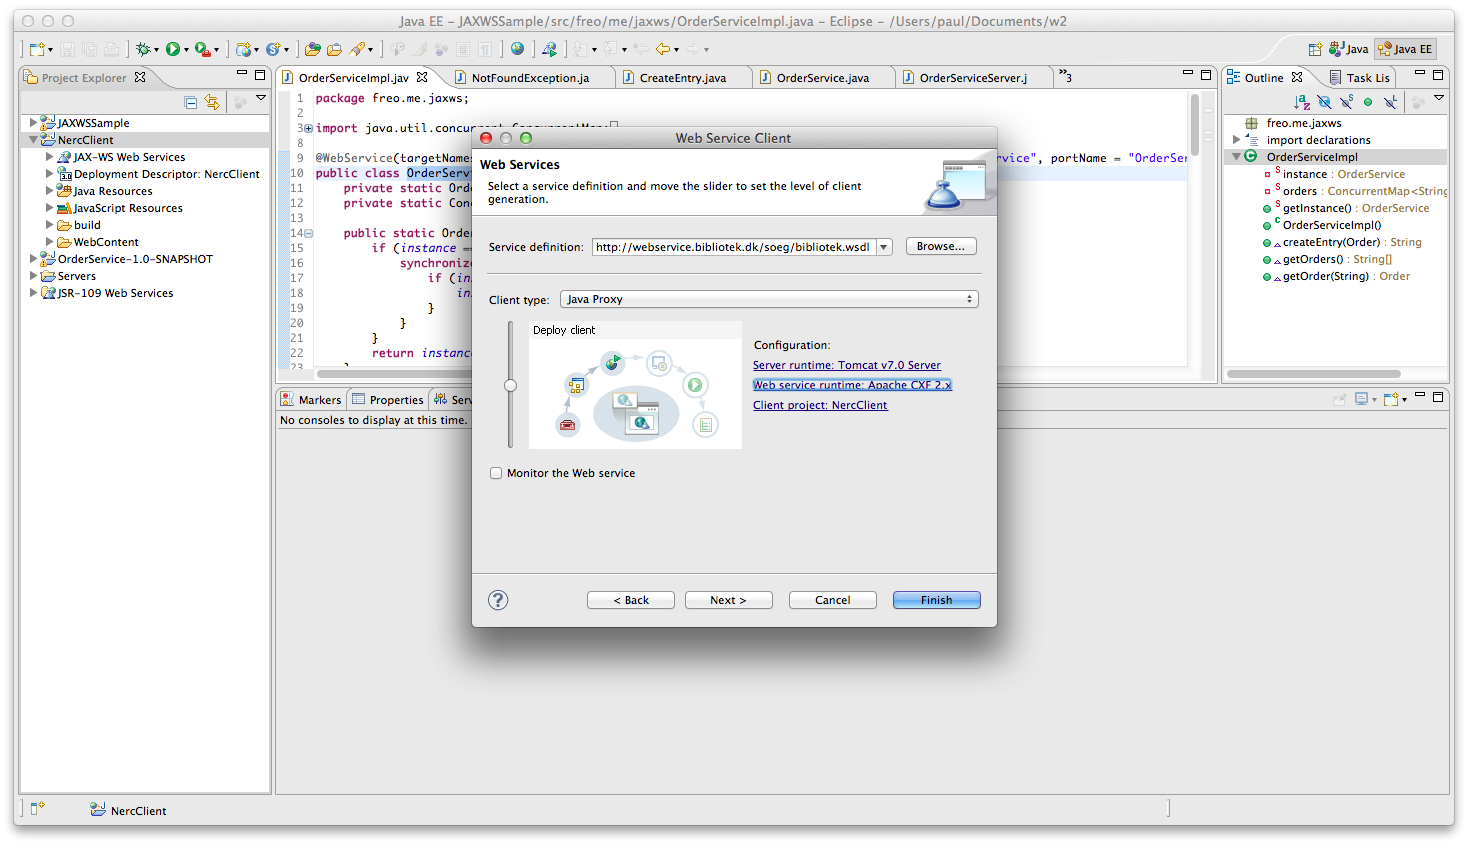 Java EE – JAXWSSample/src/freo/me/jaxws/OrderServiceImpl.java – Eclipse – /Users/paul/Documents/w2
Java
Java EE
Project Explorer
JAXWSSample
NercClient
JAX-WS Web Services
Deployment Descriptor: NercClient
Java Resources
JavaScript Resources
build
WebContent
OrderService-1.0-SNAPSHOT
Servers
JSR-109 Web Services
OrderServiceImpl.jav
NotFoundException.ja
CreateEntry.java
OrderService.java
OrderServiceServer.j
»3
1 package freo.me.jaxws;
2
3 import java.util.concurrent.ConcurrentMap;
8
9 @WebService(targetNames vice", portName = "OrderSer
10 public class OrderServ
11 private static Ord
12 private static Con
13
14 public static Orde
15 if (instance ==
16 synchronize
17 if (ins
18 ins
19 }
20 }
21 }
22 return instance
23
Web Service Client
Web Services
Select a service definition and move the slider to set the level of client
generation.
Service definition: http://webservice.bibliotek.dk/soeg/bibliotek.wsdl Browse...
Client type: Java Proxy
Deploy client
Configuration:
Server runtime: Tomcat v7.0 Server
Web service runtime: Apache CXF 2.x
Client project: NercClient
Monitor the Web service
? < Back Next > Cancel Finish
Markers
Properties
Serv
No consoles to display at this time.
Outline
Task Lis
freo.me.jaxws
import declarations
OrderServiceImpl
instance : OrderService
orders : ConcurrentMap<String
getInstance() : OrderService
OrderServiceImpl()
createEntry(Order) : String
getOrders() : String[]
getOrder(String) : Order
NercClient